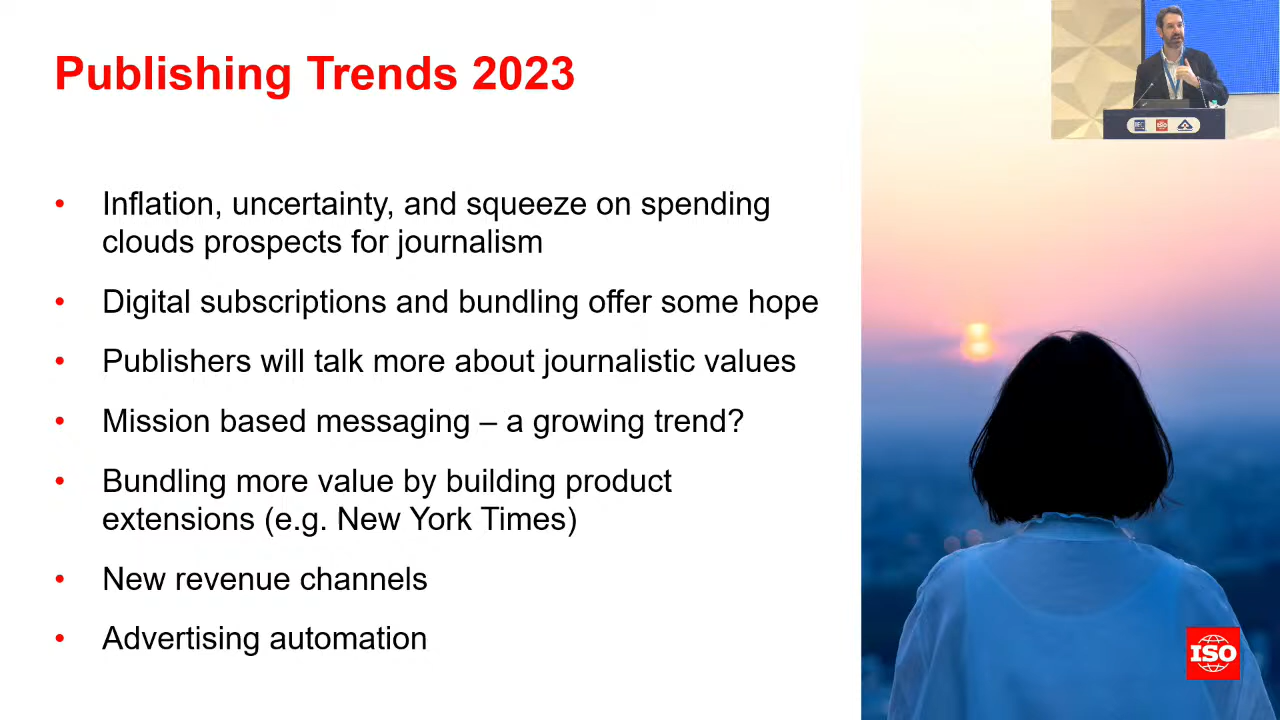 Publishing Trends 2023
• Inflation, uncertainty, and squeeze on spending
clouds prospects for journalism
• Digital subscriptions and bundling offer some hope
• Publishers will talk more about journalistic values
• Mission based messaging – a growing trend?
• Bundling more value by building product
extensions (e.g. New York Times)
• New revenue channels
• Advertising automation
ISO